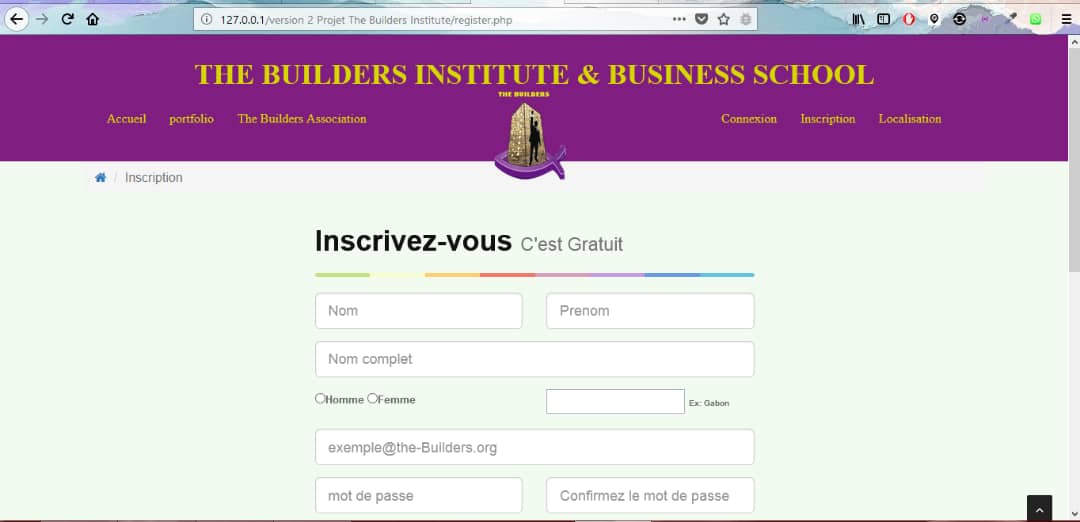 127.0.0.1/version 2 Projet The Builders Institute/register.php
THE BUILDERS INSTITUTE & BUSINESS SCHOOL
THE BUILDERS
Accueil portfolio The Builders Association Connexion Inscription Localisation
/ Inscription
Inscrivez-vous C'est Gratuit
Nom Prenom
Nom complet
Homme Femme Ex: Gabon
exemple@the-Builders.org
mot de passe Confirmez le mot de passe